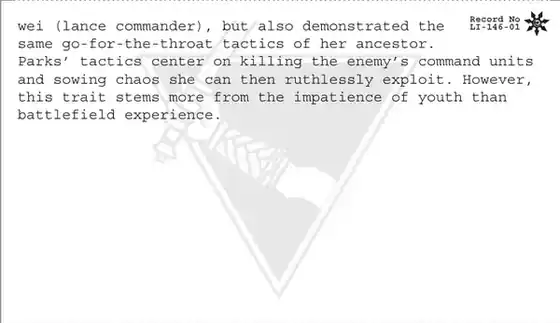 wei (lance commander), but also demonstrated the
same go-for-the-throat tactics of her ancestor.
Parks’ tactics center on killing the enemy’s command units
and sowing chaos she can then ruthlessly exploit. However,
this trait stems more from the impatience of youth than
battlefield experience.
Record No
LI-146-01